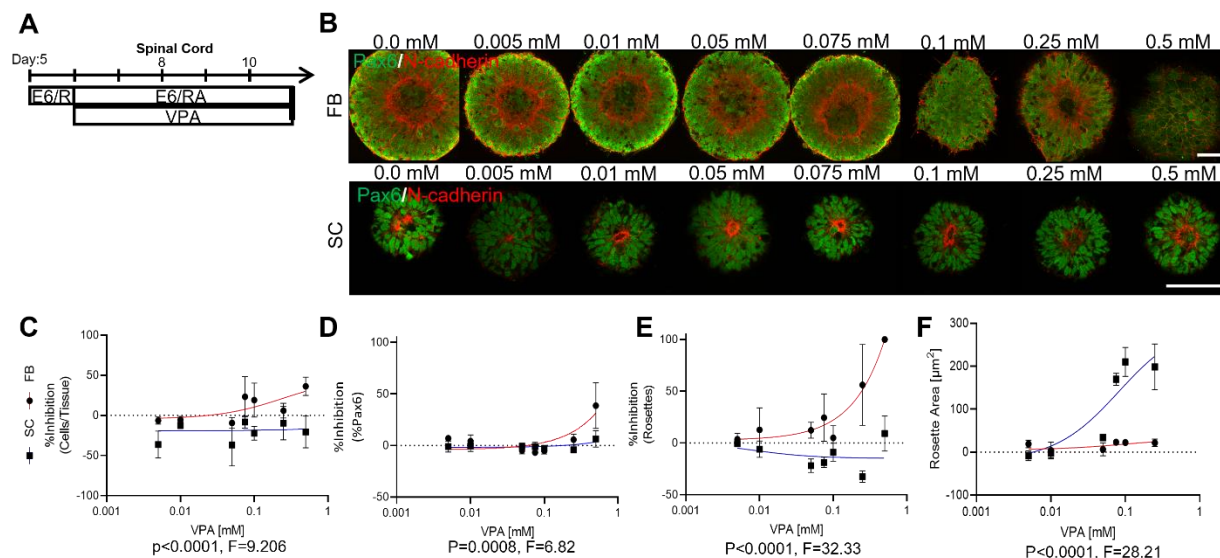 A
Spinal Cord
Day:5
8
10
E6/R
E6/RA
VPA
B
0.0 mM
0.005 mM
0.01 mM
0.05 mM
0.075 mM
0.1 mM
0.25 mM
0.5 mM
Pax6/N-cadherin
FB
0.0 mM
0.005 mM
0.01 mM
0.05 mM
0.075 mM
0.1 mM
0.25 mM
0.5 mM
Pax6/N-cadherin
SC
C
SC
FB
%Inhibition
(Cells/Tissue)
100
50
0
-50
-100
0.001
0.01
0.1
1
VPA [mM]
p<0.0001, F=9.206
D
%Inhibition
(%Pax6)
100
50
0
-50
0.001
0.01
0.1
1
VPA [mM]
P=0.0008, F=6.82
E
%Inhibition
(Rosettes)
100
50
0
-50
0.001
0.01
0.1
1
VPA [mM]
P<0.0001, F=32.33
F
Rosette Area [µm²]
300
200
100
0
-100
0.001
0.01
0.1
1
VPA [mM]
P<0.0001, F=28.21